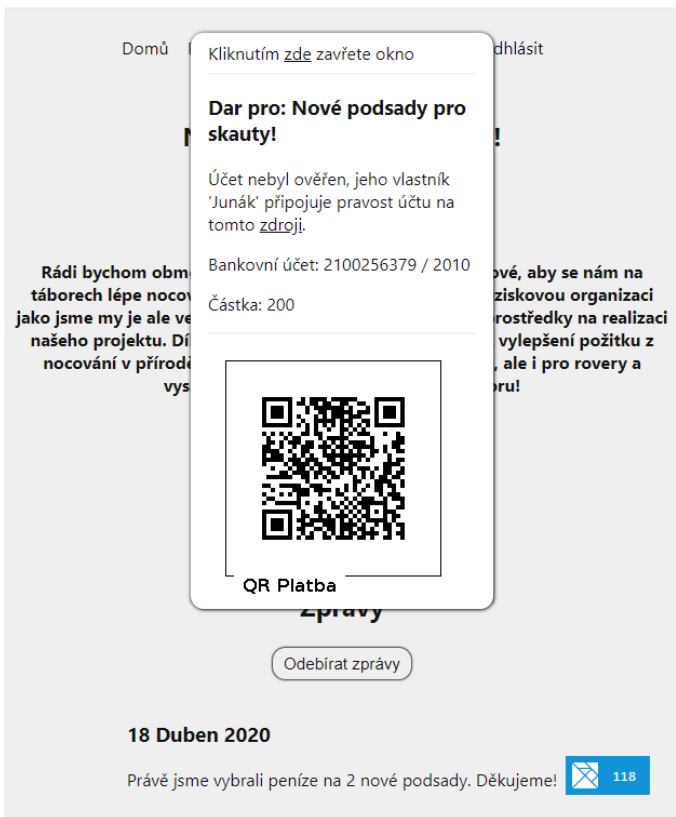 Domů
dhlásit
Kliknutím zde zavřete okno
Dar pro: Nové podsady pro
skauty!
!
Účet nebyl ověřen, jeho vlastník
'Junák' připojuje pravost účtu na
tomto zdroji.
Bankovní účet: 2100256379 / 2010
Částka: 200
Rádi bychom obm ové, aby se nám na
táborech lépe nocov ziskovou organizaci
jako jsme my je ale ve prostředky na realizaci
našeho projektu. Dí vylepšení požitku z
nocování v přírodě , ale i pro rovery a
vys oru!
QR Platba
Zprávy
Odebírat zprávy
18 Duben 2020
Právě jsme vybrali peníze na 2 nové podsady. Děkujeme!
118